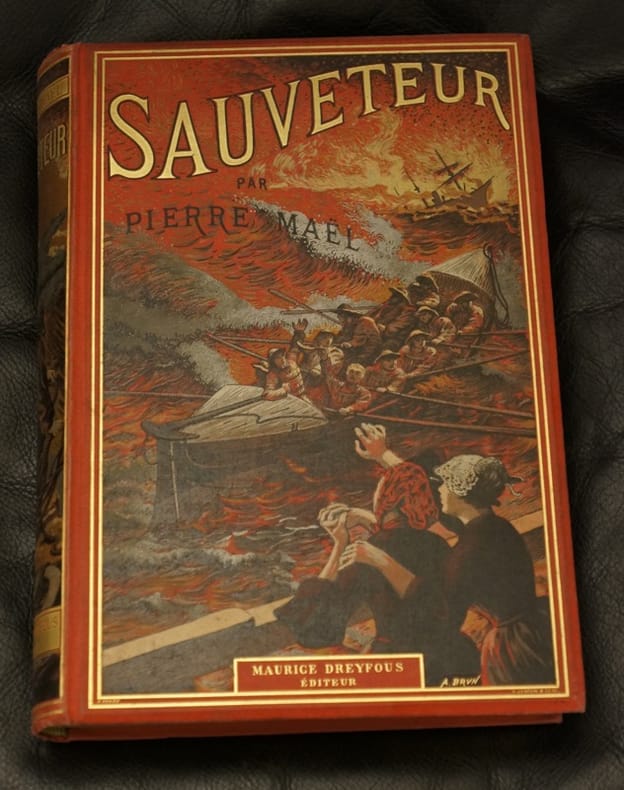 SAUVETEUR
PAR
PIERRE MAËL
MAURICE DREYFOUS
ÉDITEUR
A. BRUN